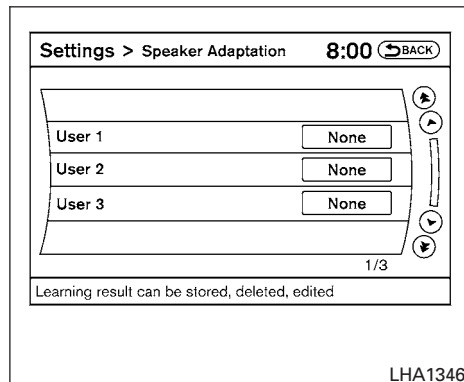 Settings > Speaker Adaptation 8:00 BACK
User 1 None
User 2 None
User 3 None
1/3
Learning result can be stored, deleted, edited
LHA1346